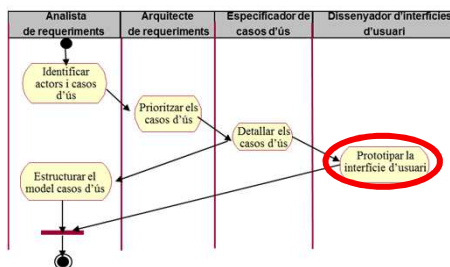 Analista
de requeriments
Arquitecte
de requeriments
Especificador de
casos d'ús
Dissenyador d'interfícies
d'usuari
Identificar
actors i casos
d'ús
Prioritzar els
casos d'ús
Detallar els
casos d'ús
Prototipar la
interfície d'usuari
Estructurar el
model casos d'ús